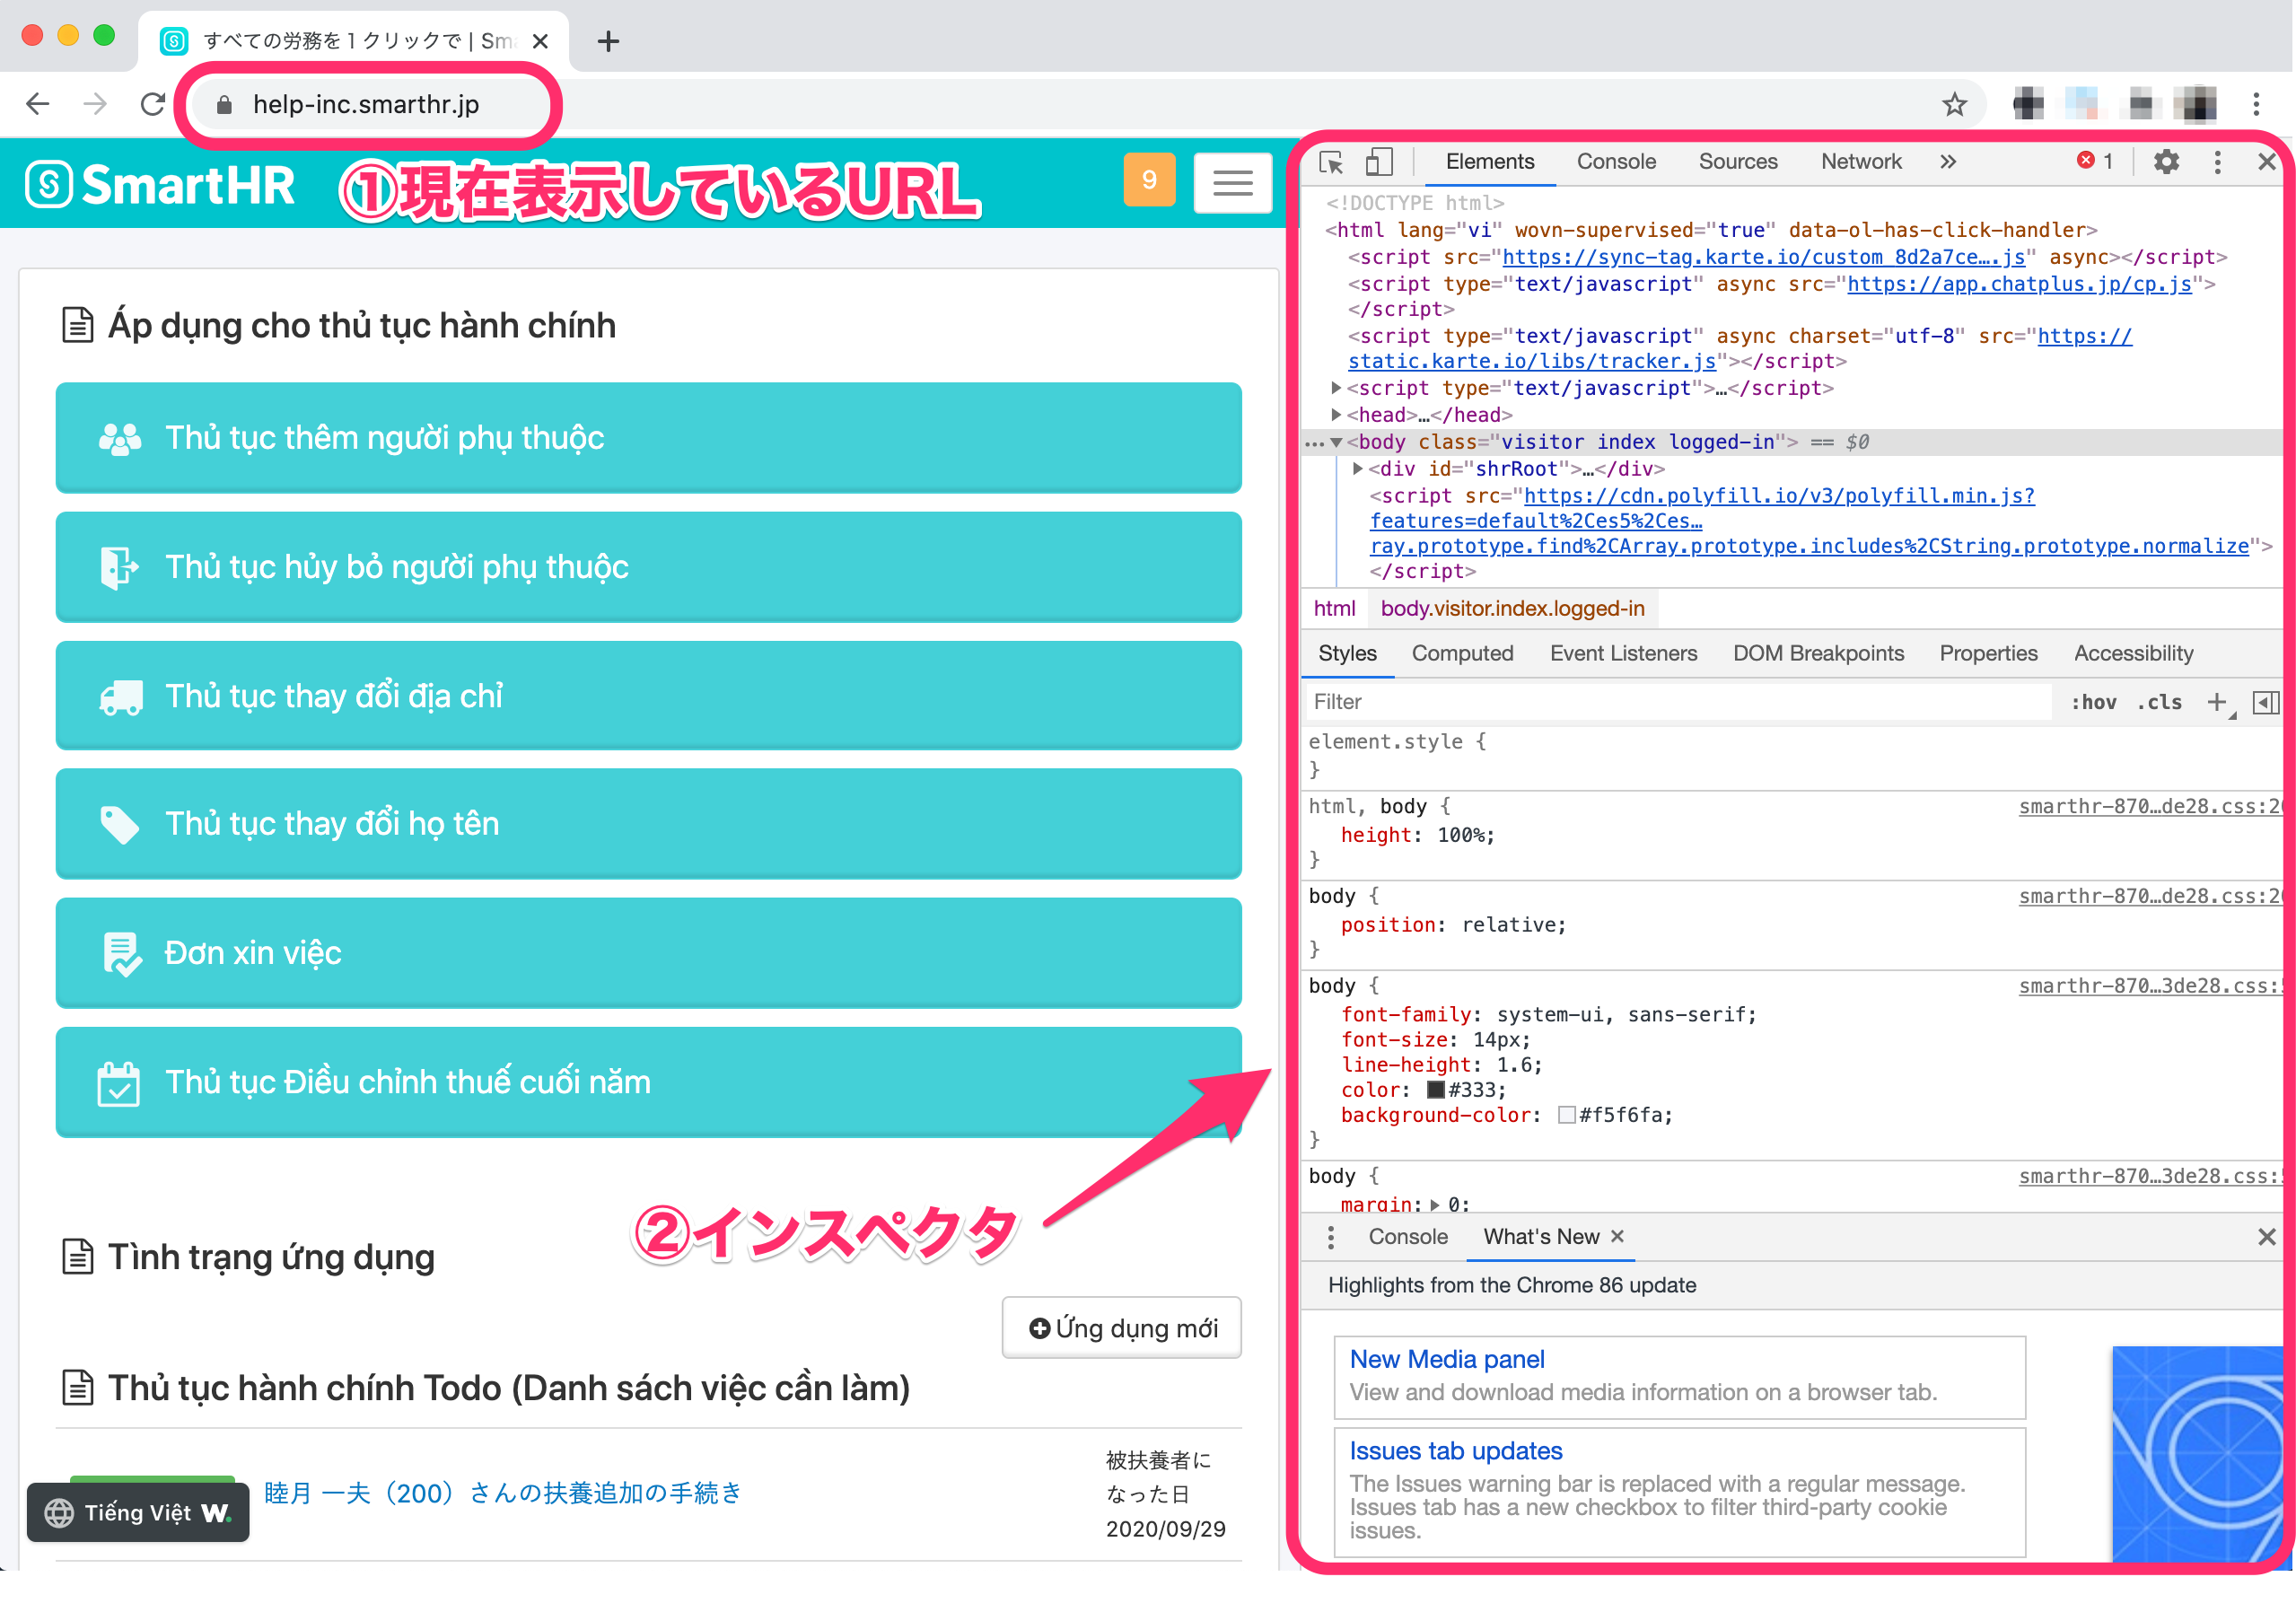 すべての労務を1クリックで | Sm
help-inc.smarthr.jp
SmartHR
①現在表示しているURL
9
Áp dụng cho thủ tục hành chính
Thủ tục thêm người phụ thuộc
Thủ tục hủy bỏ người phụ thuộc
Thủ tục thay đổi địa chỉ
Thủ tục thay đổi họ tên
Đơn xin việc
Thủ tục Điều chỉnh thuế cuối năm
②インスペクタ
Tình trạng ứng dụng
Ứng dụng mới
Thủ tục hành chính Todo (Danh sách việc cần làm)
睦月 一夫（200）さんの扶養追加の手続き
被扶養者に
なった日
2020/09/29
Tiếng Việt W.
Elements Console Sources Network » 1
<!DOCTYPE html>
<html lang="vi" wovn-supervised="true" data-ol-has-click-handler>
<script src="https://sync-tag.karte.io/custom_8d2a7ce….js" async></script>
<script type="text/javascript" async src="https://app.chatplus.jp/cp.js">
</script>
<script type="text/javascript" async charset="utf-8" src="https://
static.karte.io/libs/tracker.js"></script>
<script type="text/javascript">…</script>
<head>…</head>
… <body class="visitor index logged-in"> == $0
<div id="shrRoot">…</div>
<script src="https://cdn.polyfill.io/v3/polyfill.min.js?
features=default%2Ces5%2Ces…
ray.prototype.find%2CArray.prototype.includes%2CString.prototype.normalize">
</script>
html body.visitor.index.logged-in
Styles Computed Event Listeners DOM Breakpoints Properties Accessibility
Filter :hov .cls +
element.style {
}
html, body { smarthr-870…de28.css:20
height: 100%;
}
body { smarthr-870…de28.css:20
position: relative;
}
body { smarthr-870…3de28.css:5
font-family: system-ui, sans-serif;
font-size: 14px;
line-height: 1.6;
color: #333;
background-color: #f5f6fa;
}
body { smarthr-870…3de28.css:5
margin: 0;
Console What's New
Highlights from the Chrome 86 update
New Media panel
View and download media information on a browser tab.
Issues tab updates
The Issues warning bar is replaced with a regular message.
Issues tab has a new checkbox to filter third-party cookie
issues.